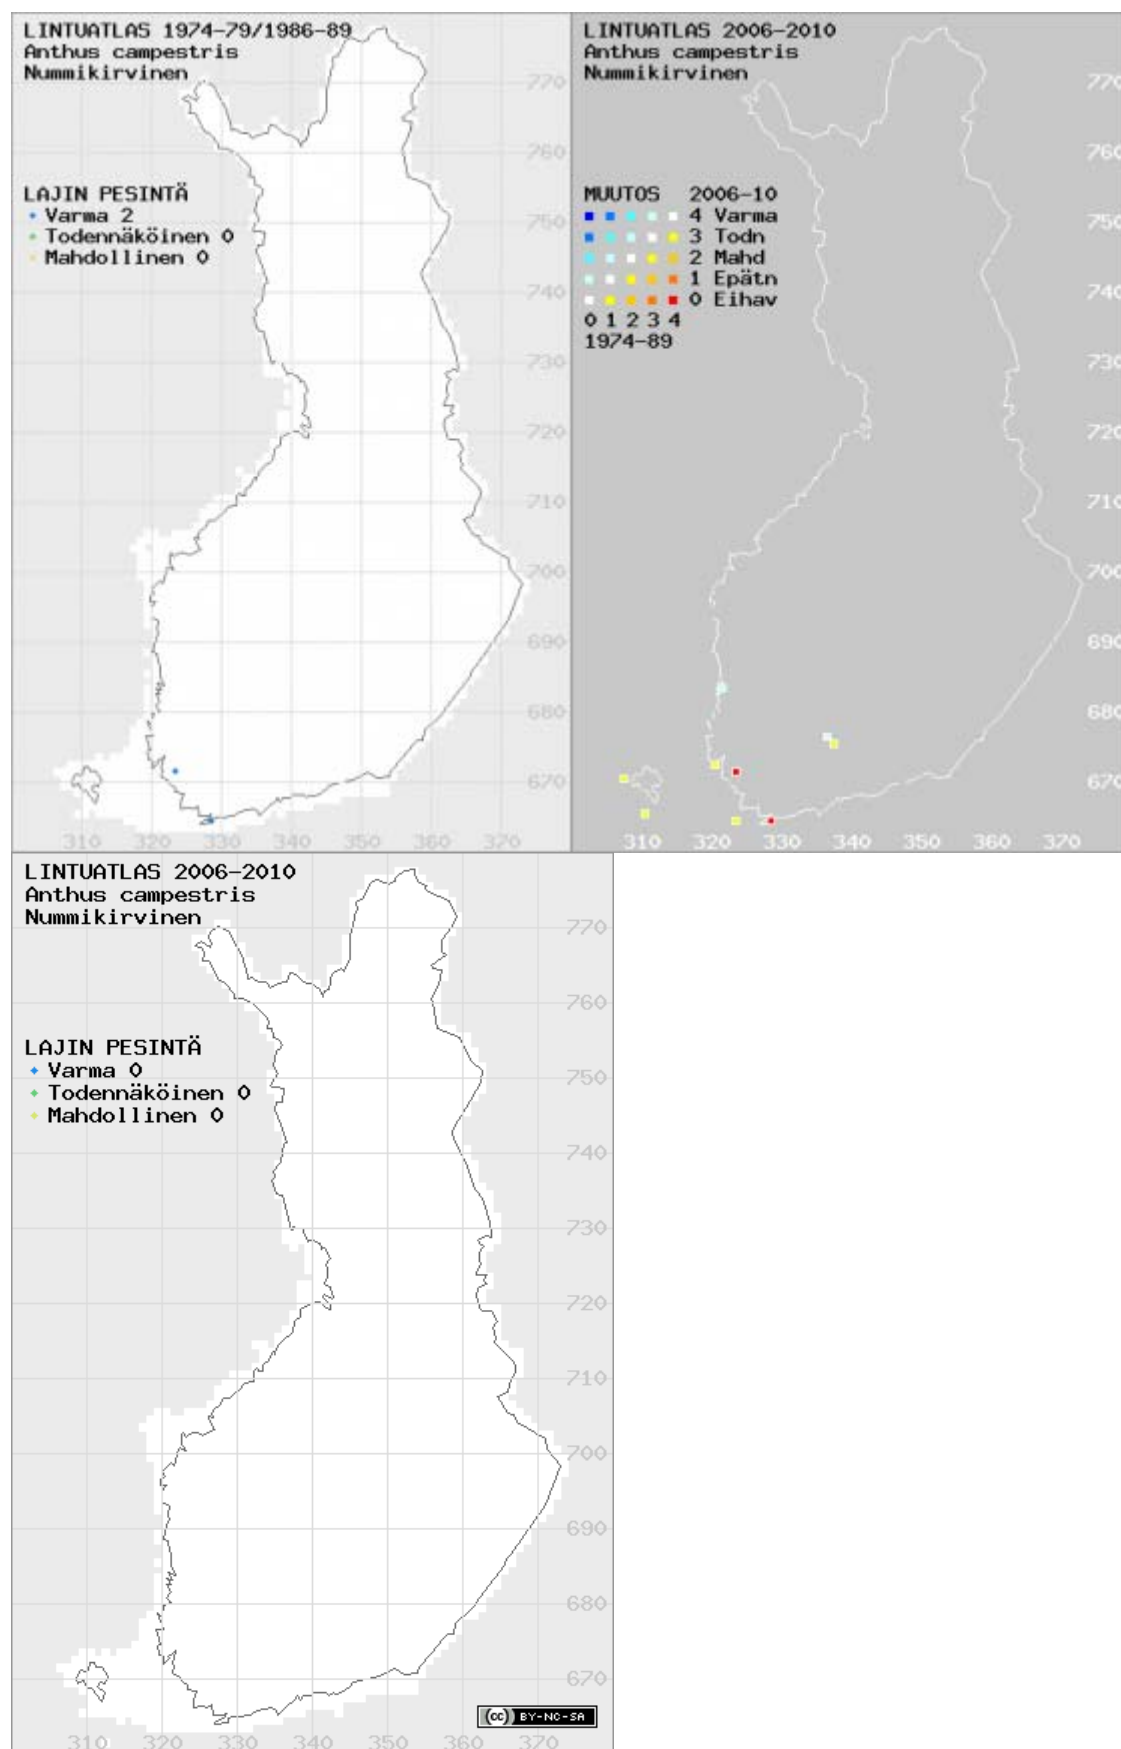 LINTUATLAS 1974-79/1986-89
Anthus campestris
Nummikirvinen
770
760
LAJIN PESINTÄ
Varma 2
750
Todennäköinen 0
Mahdollinen 0
740
730
720
710
700
690
680
670
310 320 330 340 350 360 370
LINTUATLAS 2006-2010
Anthus campestris
Nummikirvinen
770
760
MUUTOS 2006-10
4 Varma
750
3 Todn
2 Mahd
1 Epätn
740
0 Eihav
0 1 2 3 4
1974-89
730
720
710
700
690
680
670
310 320 330 340 350 360 370
LINTUATLAS 2006-2010
Anthus campestris
Nummikirvinen
770
760
LAJIN PESINTÄ
Varma 0
750
Todennäköinen 0
Mahdollinen 0
740
730
720
710
700
690
680
670
(cc) BY-NC-SA
310 320 330 340 350 360 370